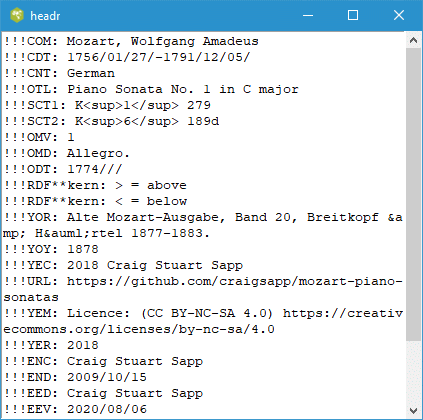 headr
!!!COM: Mozart, Wolfgang Amadeus
!!!CDT: 1756/01/27/-1791/12/05/
!!!CNT: German
!!!OTL: Piano Sonata No. 1 in C major
!!!SCT1: K<sup>1</sup> 279
!!!SCT2: K<sup>6</sup> 189d
!!!OMV: 1
!!!OMD: Allegro.
!!!ODT: 1774///
!!!RDF**kern: > = above
!!!RDF**kern: < = below
!!!YOR: Alte Mozart-Ausgabe, Band 20, Breitkopf &a
mp; H&auml;rtel 1877-1883.
!!!YOY: 1878
!!!YEC: 2018 Craig Stuart Sapp
!!!URL: https://github.com/craigsapp/mozart-piano-
sonatas
!!!YEM: Licence: (CC BY-NC-SA 4.0) https://creativ
ecommons.org/licenses/by-nc-sa/4.0
!!!YER: 2018
!!!ENC: Craig Stuart Sapp
!!!END: 2009/10/15
!!!EED: Craig Stuart Sapp
!!!EEV: 2020/08/06